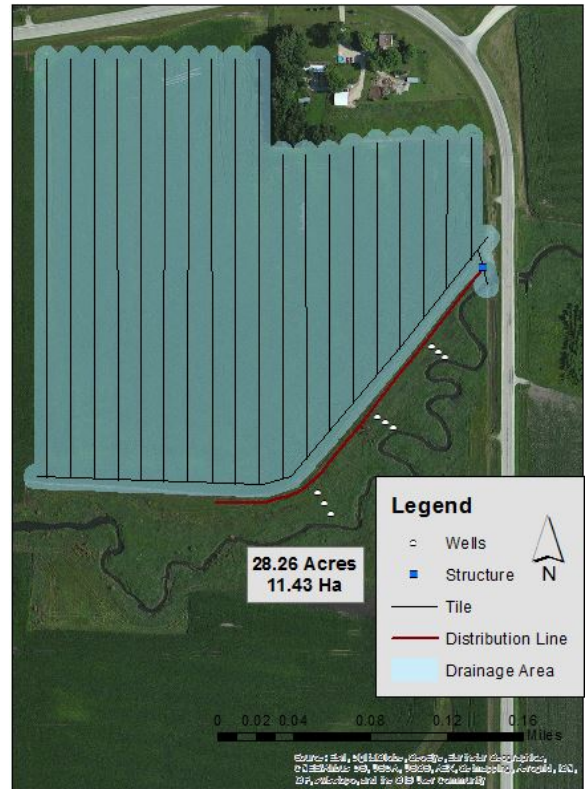 28.26 Acres
11.43 Ha
Legend
Wells
Structure
Tile
Distribution Line
Drainage Area
N
0 0.02 0.04 0.08 0.12 0.16
Miles
Community